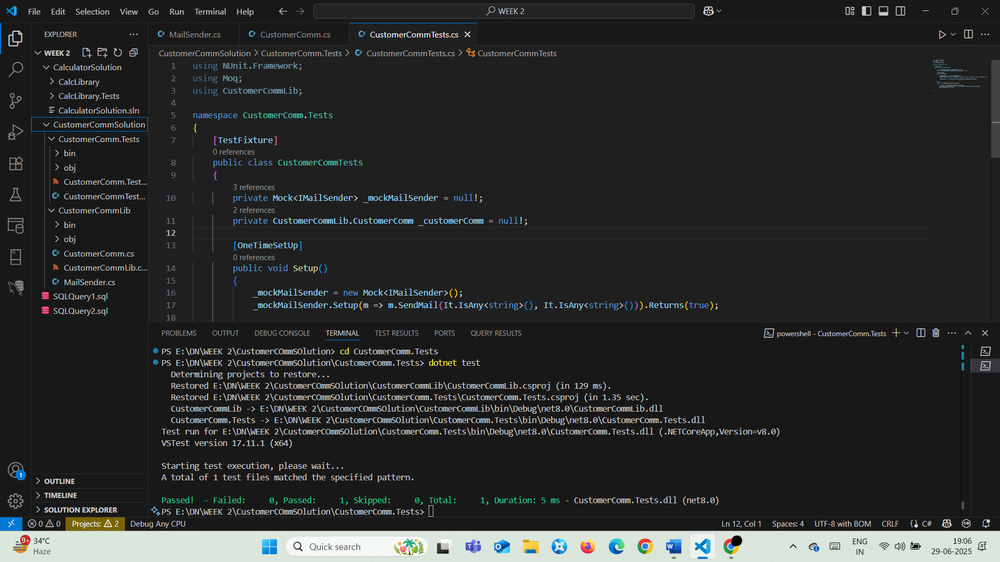 File Edit Selection View Go Run Terminal Help
WEEK 2
EXPLORER
WEEK 2
CalculatorSolution
CalcLibrary
CalcLibrary.Tests
CalculatorSolution.sln
CustomerCommSolution
CustomerComm.Tests
bin
obj
CustomerComm.Test...
CustomerCommTest...
CustomerCommLib
bin
obj
CustomerComm.cs
CustomerCommLib.c...
MailSender.cs
SQLQuery1.sql
SQLQuery2.sql
OUTLINE
TIMELINE
SOLUTION EXPLORER
MailSender.cs CustomerComm.cs CustomerCommTests.cs
CustomerCommSolution > CustomerComm.Tests > CustomerCommTests.cs > CustomerCommTests
1 using NUnit.Framework;
2 using Moq;
3 using CustomerCommLib;
4
5 namespace CustomerComm.Tests
6 {
7 [TestFixture]
0 references
8 public class CustomerCommTests
9 {
3 references
10 private Mock<IMailSender> _mockMailSender = null!;
2 references
11 private CustomerCommLib.CustomerComm _customerComm = null!;
12
13 [OneTimeSetUp]
0 references
14 public void Setup()
15 {
16 _mockMailSender = new Mock<IMailSender>();
17 _mockMailSender.Setup(m => m.SendMail(It.IsAny<string>(), It.IsAny<string>())).Returns(true);
18
PROBLEMS OUTPUT DEBUG CONSOLE TERMINAL TEST RESULTS PORTS QUERY RESULTS
powershell - CustomerComm.Tests
PS E:\DN\WEEK 2\CustomerCOmmSOlution> cd CustomerComm.Tests
PS E:\DN\WEEK 2\CustomerCOmmSOlution\CustomerComm.Tests> dotnet test
Determining projects to restore...
Restored E:\DN\WEEK 2\CustomerCOmmSOlution\CustomerCommLib\CustomerCommLib.csproj (in 129 ms).
Restored E:\DN\WEEK 2\CustomerCOmmSOlution\CustomerComm.Tests\CustomerComm.Tests.csproj (in 1.35 sec).
CustomerCommLib -> E:\DN\WEEK 2\CustomerCOmmSOlution\CustomerCommLib\bin\Debug\net8.0\CustomerCommLib.dll
CustomerComm.Tests -> E:\DN\WEEK 2\CustomerCOmmSOlution\CustomerComm.Tests\bin\Debug\net8.0\CustomerComm.Tests.dll
Test run for E:\DN\WEEK 2\CustomerCOmmSOlution\CustomerComm.Tests\bin\Debug\net8.0\CustomerComm.Tests.dll (.NETCoreApp,Version=v8.0)
VSTest version 17.11.1 (x64)
Starting test execution, please wait...
A total of 1 test files matched the specified pattern.
Passed! - Failed: 0, Passed: 1, Skipped: 0, Total: 1, Duration: 5 ms - CustomerComm.Tests.dll (net8.0)
PS E:\DN\WEEK 2\CustomerCOmmSOlution\CustomerComm.Tests>
1
0 0 Projects: 2 Debug Any CPU Ln 12, Col 1 Spaces: 4 UTF-8 with BOM CRLF C#
9+ 34°C
Haze
Quick search
ENG
IN
19:06
29-06-2025